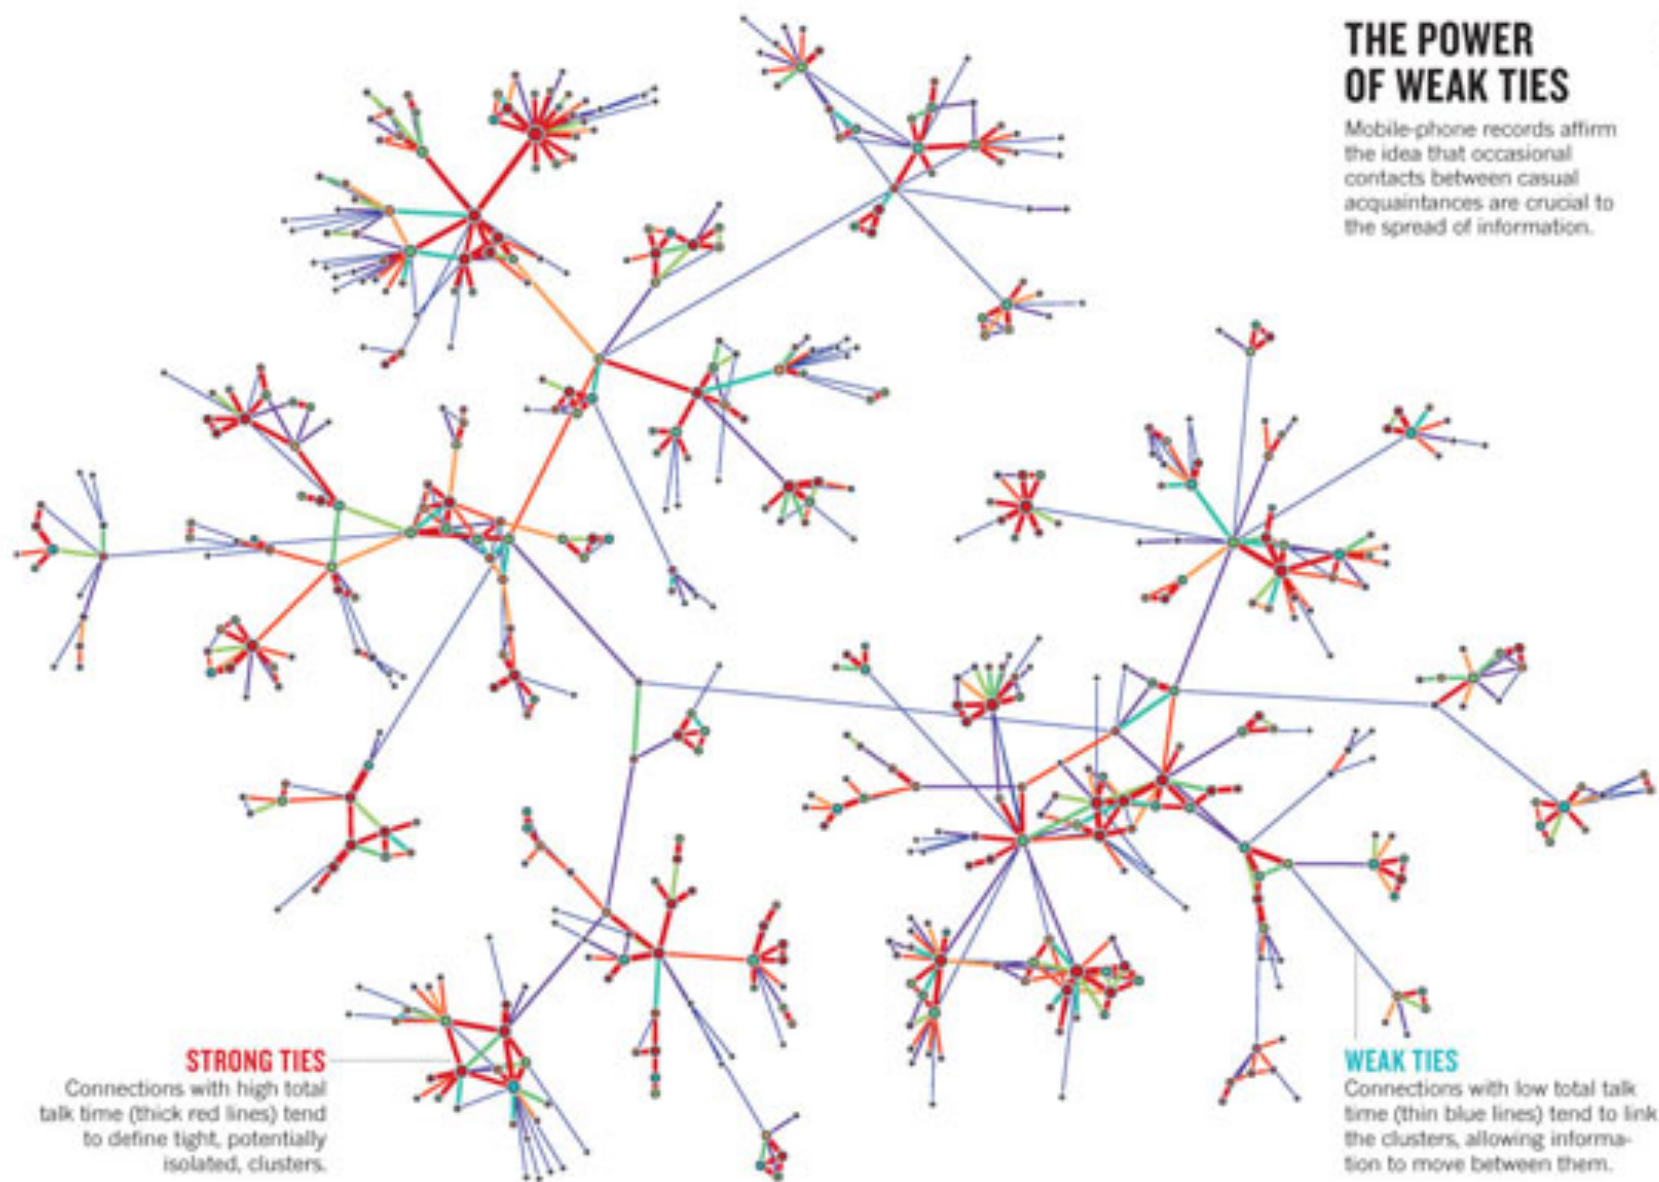 THE POWER
OF WEAK TIES
Mobile-phone records affirm
the idea that occasional
contacts between casual
acquaintances are crucial to
the spread of information.
STRONG TIES
Connections with high total
talk time (thick red lines) tend
to define tight, potentially
isolated, clusters.
WEAK TIES
Connections with low total talk
time (thin blue lines) tend to link
the clusters, allowing informa-
tion to move between them.